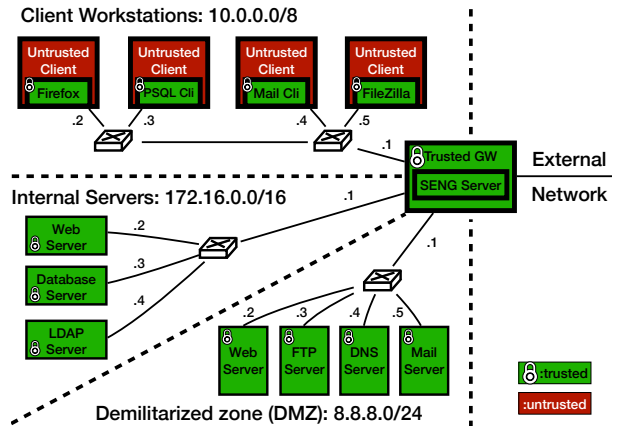 Client Workstations: 10.0.0.0/8
Untrusted
Client
Firefox
Untrusted
Client
PSQL Cli
Untrusted
Client
Mail Cli
Untrusted
Client
FileZilla
.2
.3
.4
.5
.1
Trusted GW
SENG Server
External
Network
Internal Servers: 172.16.0.0/16
.1
.1
Web
Server
.2
Database
Server
.3
LDAP
Server
.4
.2
.3
.4
.5
Web
Server
FTP
Server
DNS
Server
Mail
Server
Demilitarized zone (DMZ): 8.8.8.0/24
:trusted
:untrusted